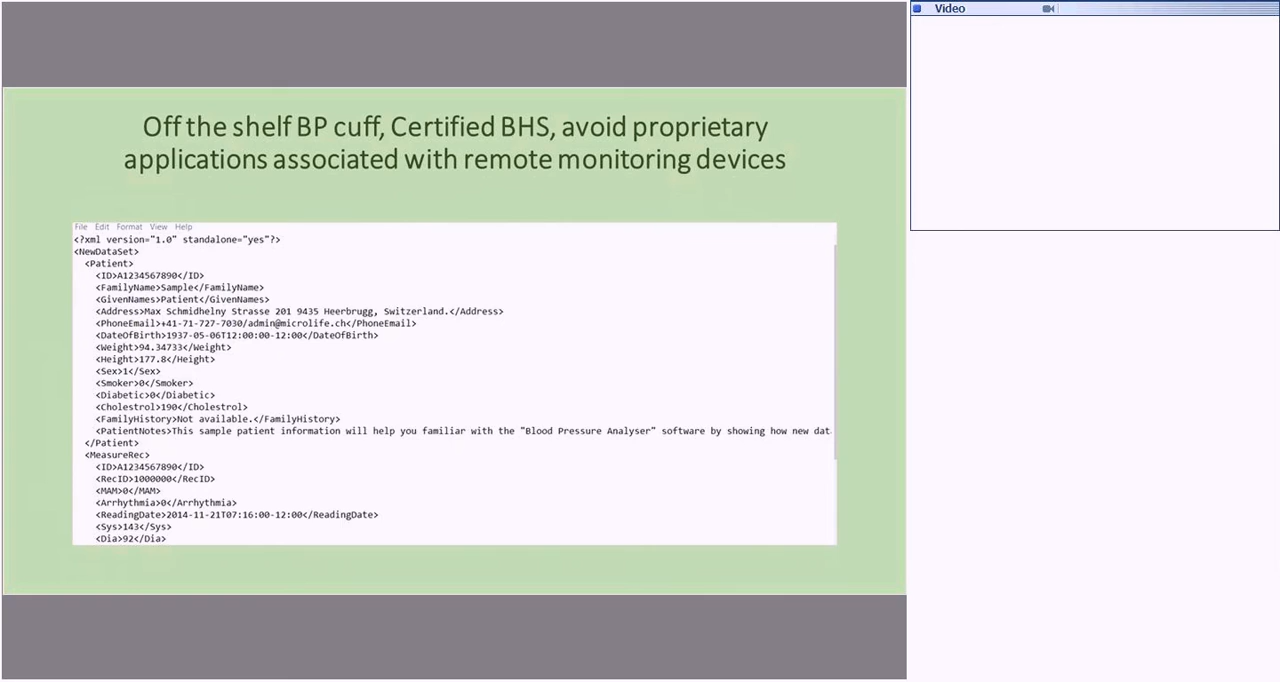 Video
Off the shelf BP cuff, Certified BHS, avoid proprietary
applications associated with remote monitoring devices
File Edit Format View Help
<?xml version="1.0" standalone="yes"?>
<NewDataSet>
<Patient>
<ID>A1234567890</ID>
<FamilyName>Sample</FamilyName>
<GivenNames>Patient</GivenNames>
<Address>Max Schmidhelny Strasse 201 9435 Heerbrugg, Switzerland.</Address>
<PhoneEmail>+41-71-727-7030/admin@microlife.ch</PhoneEmail>
<DateOfBirth>1937-05-06T12:00:00-12:00</DateOfBirth>
<Weight>94.34733</Weight>
<Height>177.8</Height>
<Sex>1</Sex>
<Smoker>0</Smoker>
<Diabetic>0</Diabetic>
<Cholestrol>190</Cholestrol>
<FamilyHistory>Not available.</FamilyHistory>
<PatientNotes>This sample patient information will help you familiar with the "Blood Pressure Analyser" software by showing how new dat
</Patient>
<MeasureRec>
<ID>A1234567890</ID>
<RecID>1000000</RecID>
<MAM>0</MAM>
<Arrhythmia>0</Arrhythmia>
<ReadingDate>2014-11-21T07:16:00-12:00</ReadingDate>
<Sys>143</Sys>
<Dia>92</Dia>